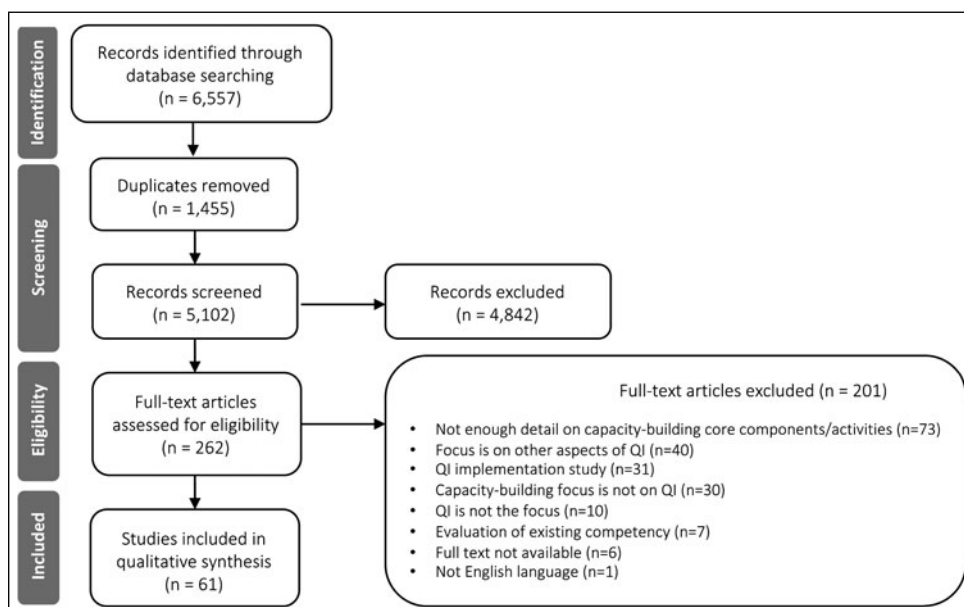 Identification
Records identified through
database searching
(n = 6,557)
Screening
Duplicates removed
(n = 1,455)
Records screened
(n = 5,102)
Records excluded
(n = 4,842)
Eligibility
Full-text articles
assessed for eligibility
(n = 262)
Full-text articles excluded (n = 201)
• Not enough detail on capacity-building core components/activities (n=73)
• Focus is on other aspects of QI (n=40)
• QI implementation study (n=31)
• Capacity-building focus is not on QI (n=30)
• QI is not the focus (n=10)
• Evaluation of existing competency (n=7)
• Full text not available (n=6)
• Not English language (n=1)
Included
Studies included in
qualitative synthesis
(n = 61)